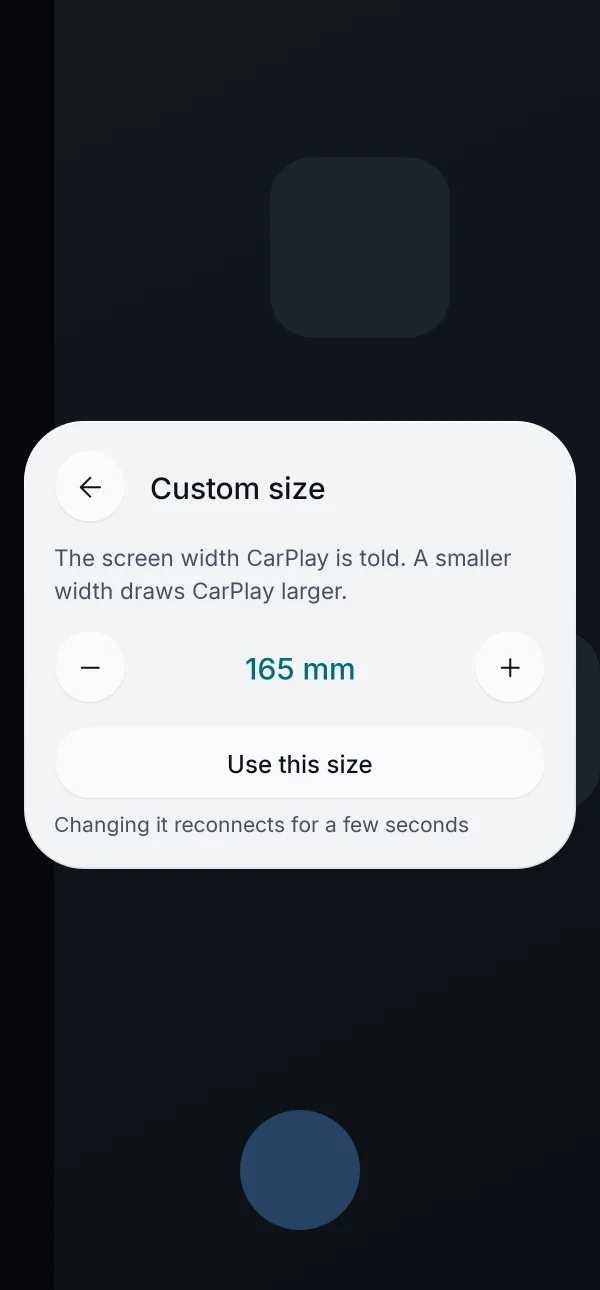 Custom size
The screen width CarPlay is told. A smaller
width draws CarPlay larger.
165 mm
Use this size
Changing it reconnects for a few seconds